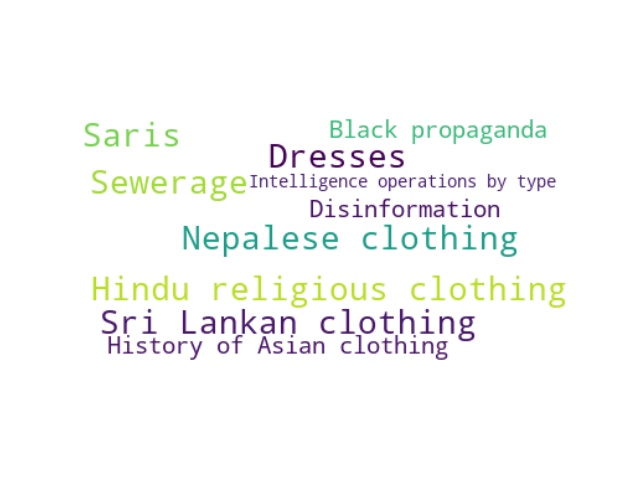 Saris
Black propaganda
Dresses
Sewerage
Intelligence operations by type
Disinformation
Nepalese clothing
Hindu religious clothing
Sri Lankan clothing
History of Asian clothing